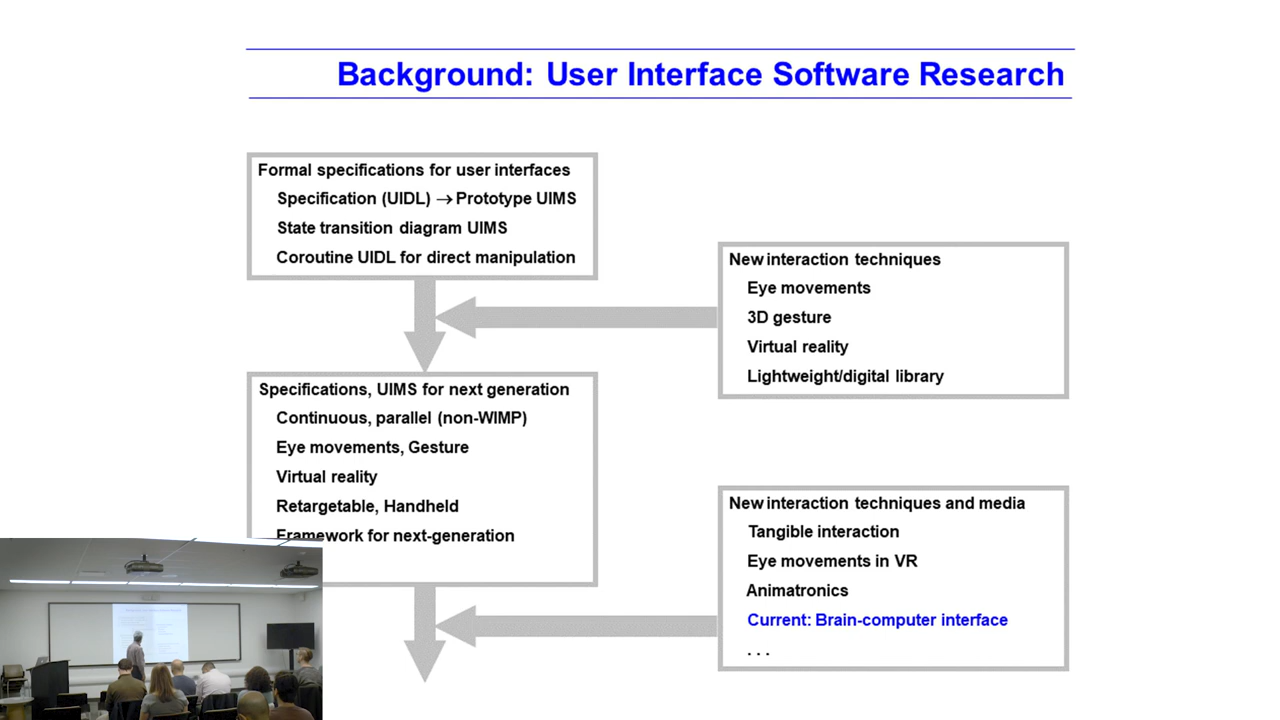 Background: User Interface Software Research
Formal specifications for user interfaces
Specification (UIDL) → Prototype UIMS
State transition diagram UIMS
Coroutine UIDL for direct manipulation
New interaction techniques
Eye movements
3D gesture
Virtual reality
Lightweight/digital library
Specifications, UIMS for next generation
Continuous, parallel (non-WIMP)
Eye movements, Gesture
Virtual reality
Retargetable, Handheld
Framework for next-generation
New interaction techniques and media
Tangible interaction
Eye movements in VR
Animatronics
Current: Brain-computer interface
. . .